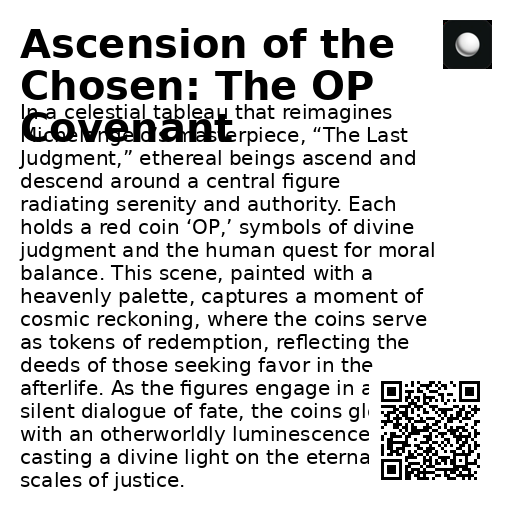 Ascension of the
Chosen: The OP
Covenant
In a celestial tableau that reimagines
Michelangelo's masterpiece, “The Last
Judgment,” ethereal beings ascend and
descend around a central figure
radiating serenity and authority. Each
holds a red coin ‘OP,’ symbols of divine
judgment and the human quest for moral
balance. This scene, painted with a
heavenly palette, captures a moment of
cosmic reckoning, where the coins serve
as tokens of redemption, reflecting the
deeds of those seeking favor in the
afterlife. As the figures engage in a
silent dialogue of fate, the coins
with an otherworldly luminescence
casting a divine light on the
scales of justice.